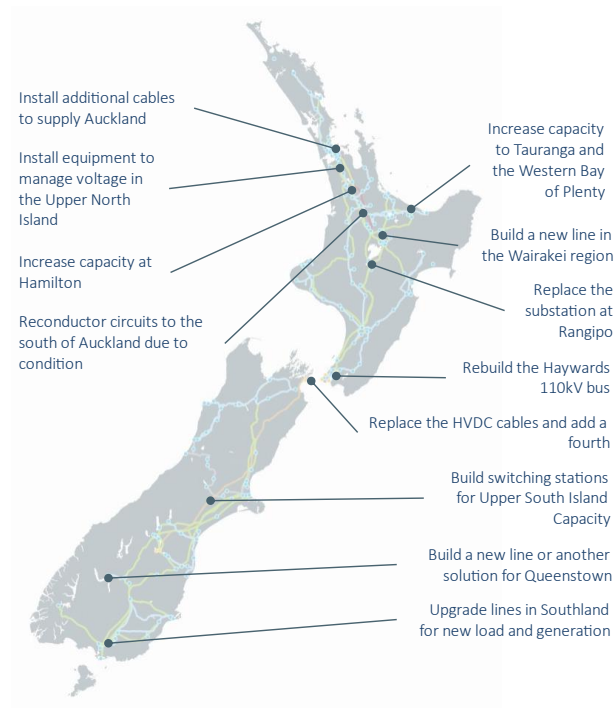 Install additional cables
to supply Auckland
Install equipment to
manage voltage in
the Upper North
Island
Increase capacity at
Hamilton
Reconductor circuits to the
south of Auckland due to
condition
Increase capacity
to Tauranga and
the Western Bay
of Plenty
Build a new line in
the Wairakei region
Replace the
substation at
Rangipo
Rebuild the Haywards
110kV bus
Replace the HVDC cables and add a
fourth
Build switching stations
for Upper South Island
Capacity
Build a new line or another
solution for Queenstown
Upgrade lines in Southland
for new load and generation